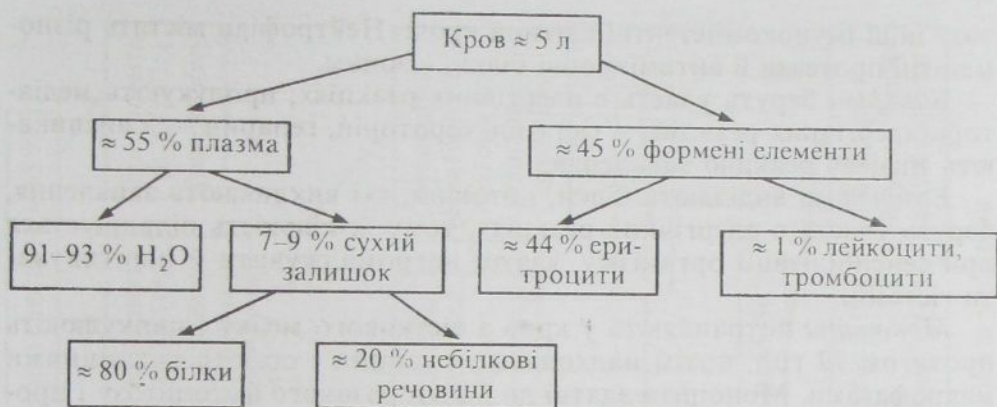 Кров ≈ 5 л
≈ 55 % плазма
≈ 45 % формені елементи
91–93 % H₂O
7–9 % сухий
залишок
≈ 44 % ери-
троцити
≈ 1 % лейкоцити,
тромбоцити
≈ 80 % білки
≈ 20 % небілкові
речовини